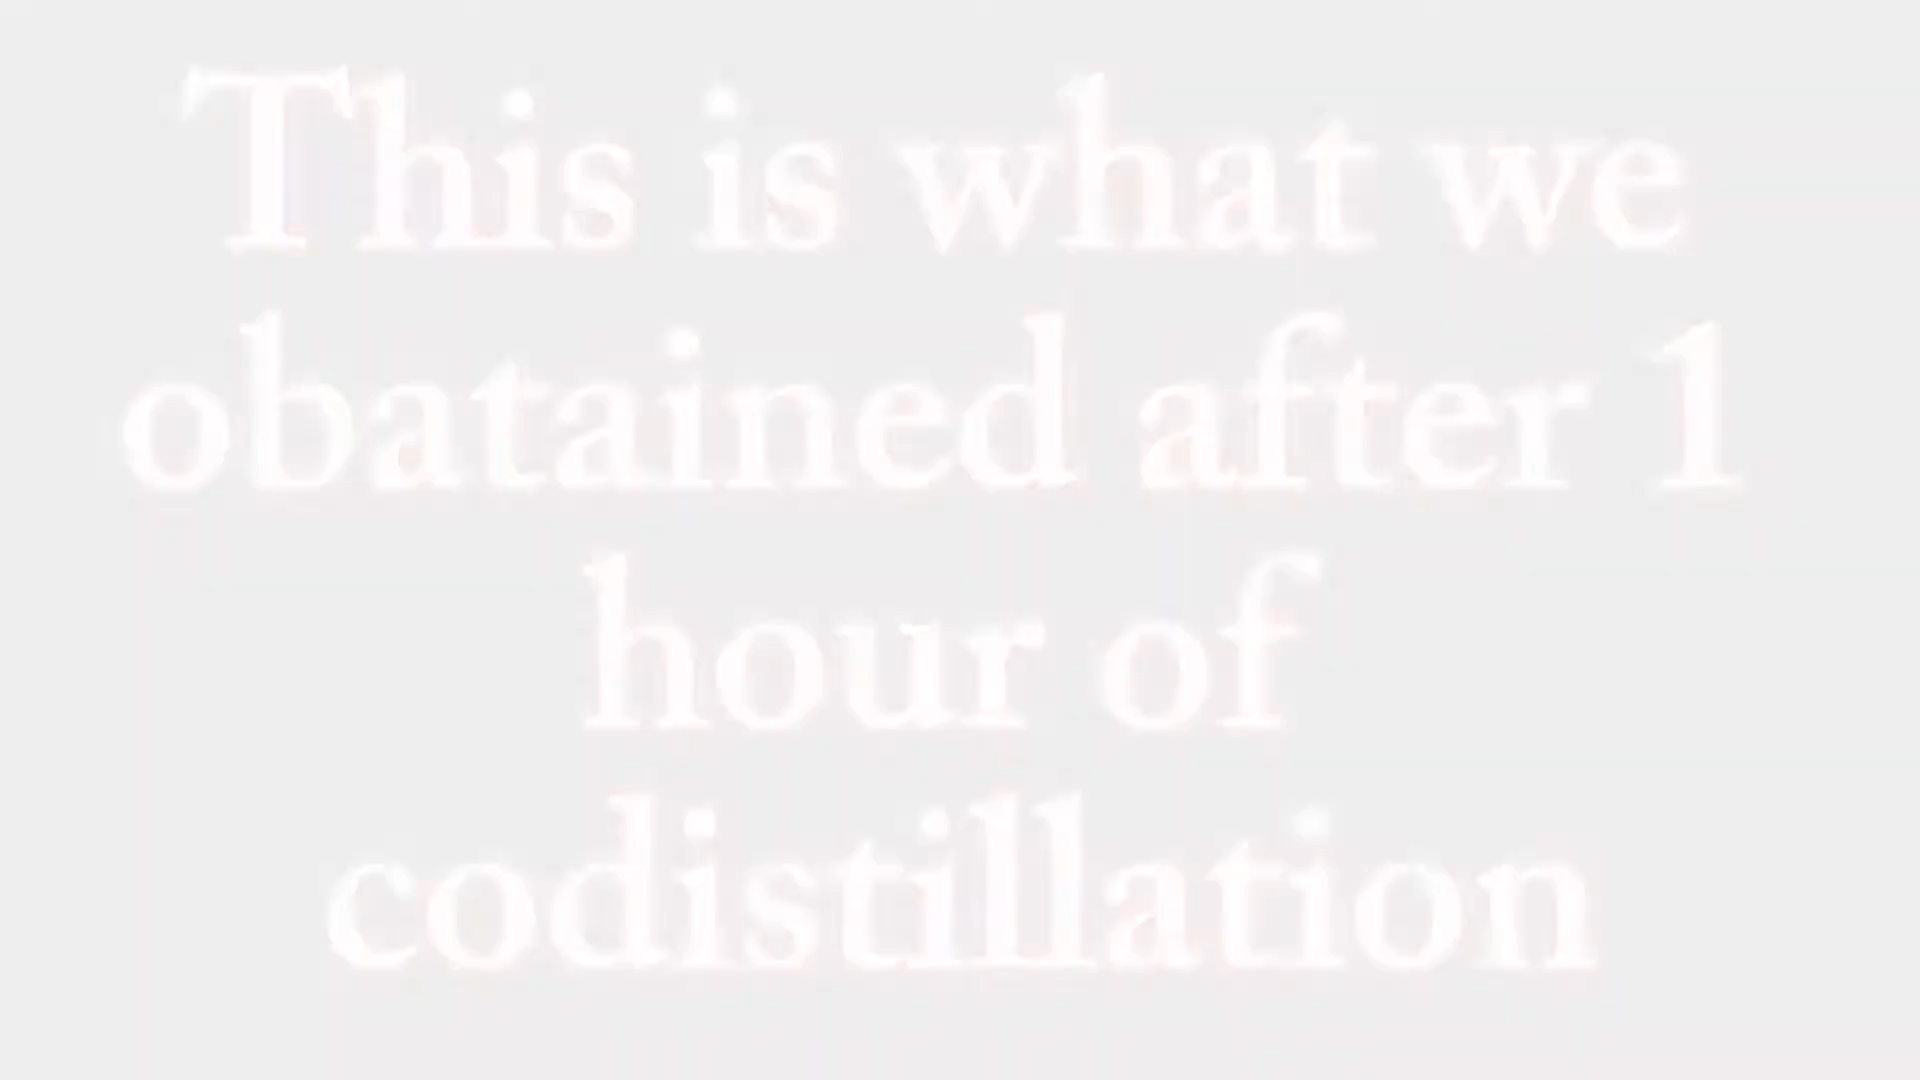 This is what we
obatained after 1
hour of
codistillation